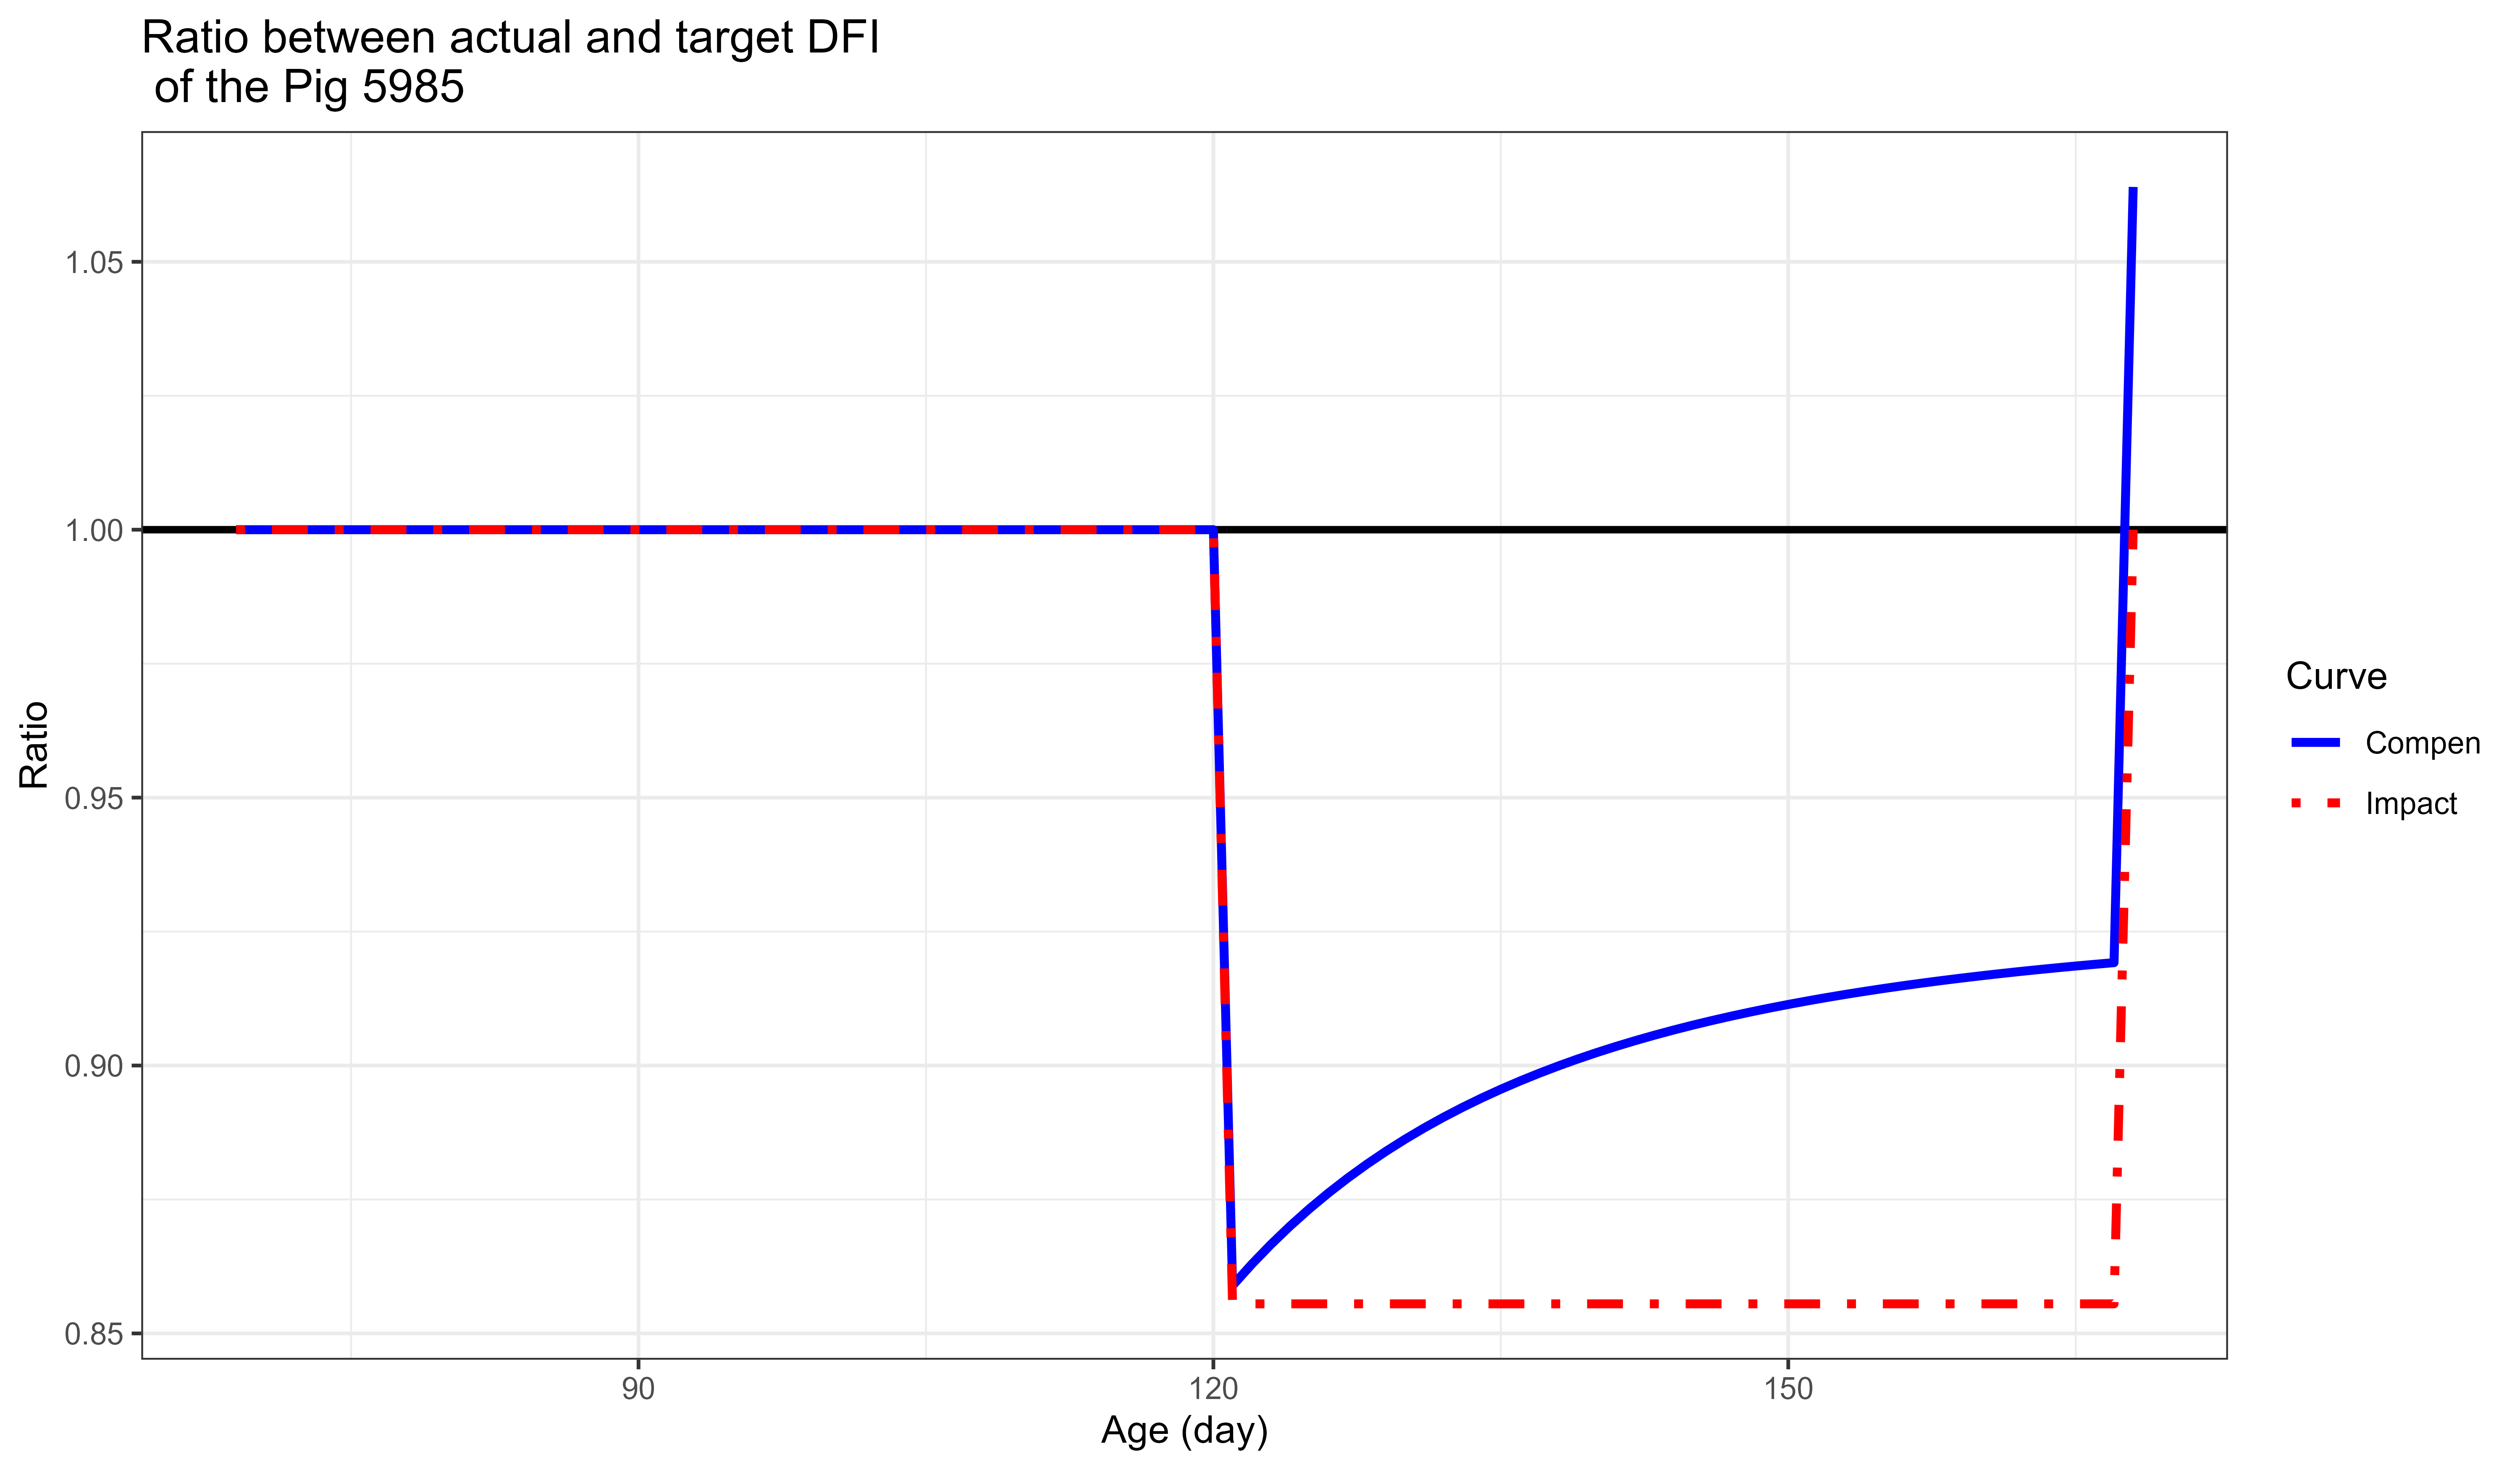 Ratio between actual and target DFI
of the Pig 5985
1.05
1.00
0.95
0.90
0.85
Ratio
90
120
150
Age (day)
Curve
Compen
Impact